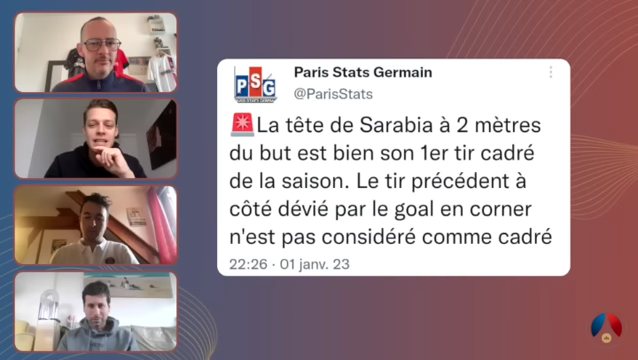 PSG
Paris Stats Germain
@ParisStats
🚨La tête de Sarabia à 2 mètres
du but est bien son 1er tir cadré
de la saison. Le tir précédent à
côté dévié par le goal en corner
n'est pas considéré comme cadré
22:26 · 01 janv. 23